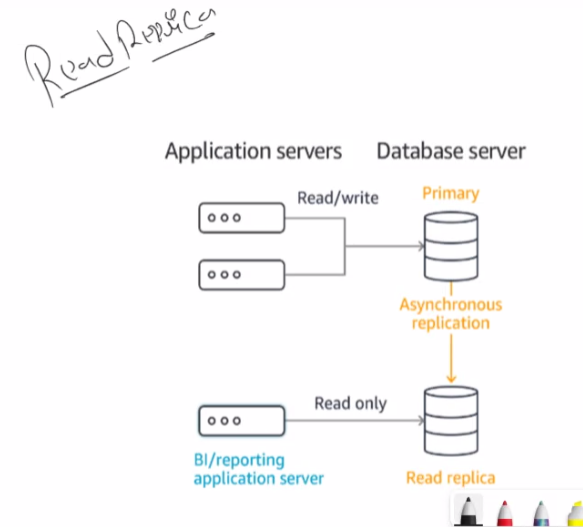 Read Replica
Application servers
Database server
Read/write
Primary
Asynchronous
replication
Read only
BI/reporting
application server
Read replica